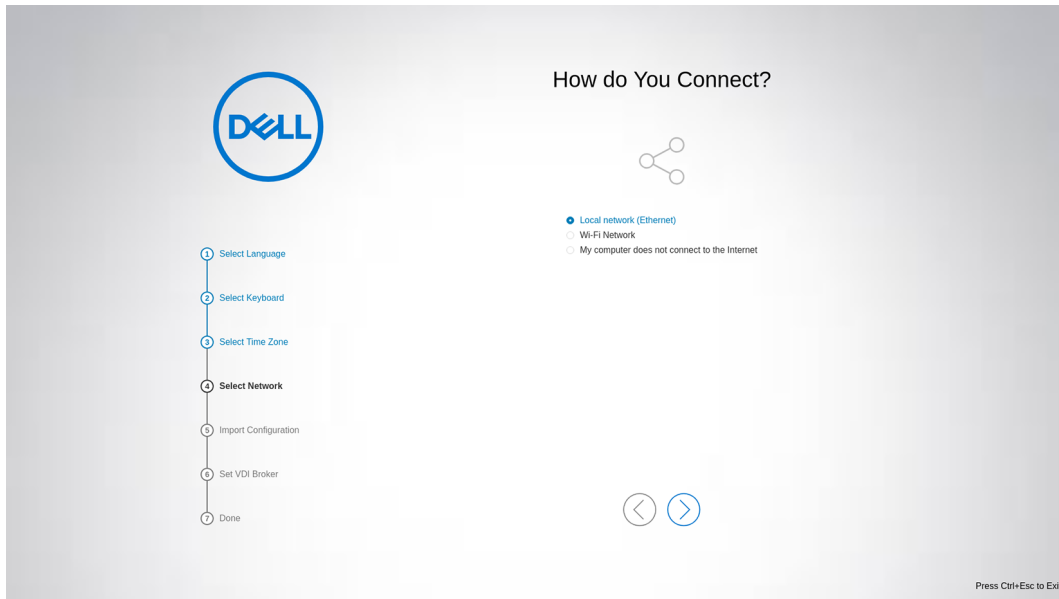 DELL
How do You Connect?
Local network (Ethernet)
Wi-Fi Network
My computer does not connect to the Internet
1 Select Language
2 Select Keyboard
3 Select Time Zone
4 Select Network
5 Import Configuration
6 Set VDI Broker
7 Done
Press Ctrl+Esc to Exi